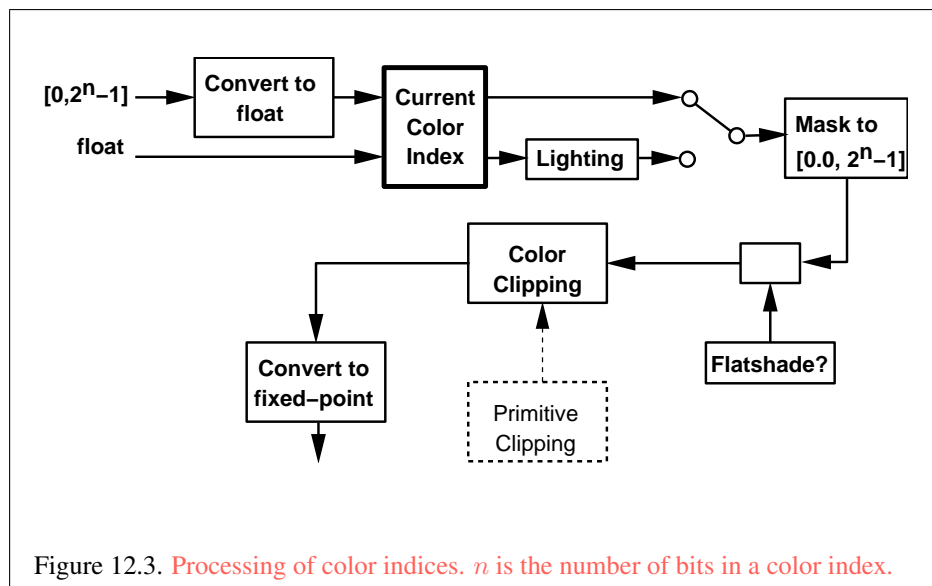 [0,2^n−1]
Convert to
float
float
Current
Color
Index
Lighting
Mask to
[0.0, 2^n−1]
Color
Clipping
Flatshade?
Convert to
fixed−point
Primitive
Clipping
Figure 12.3. Processing of color indices. n is the number of bits in a color index.